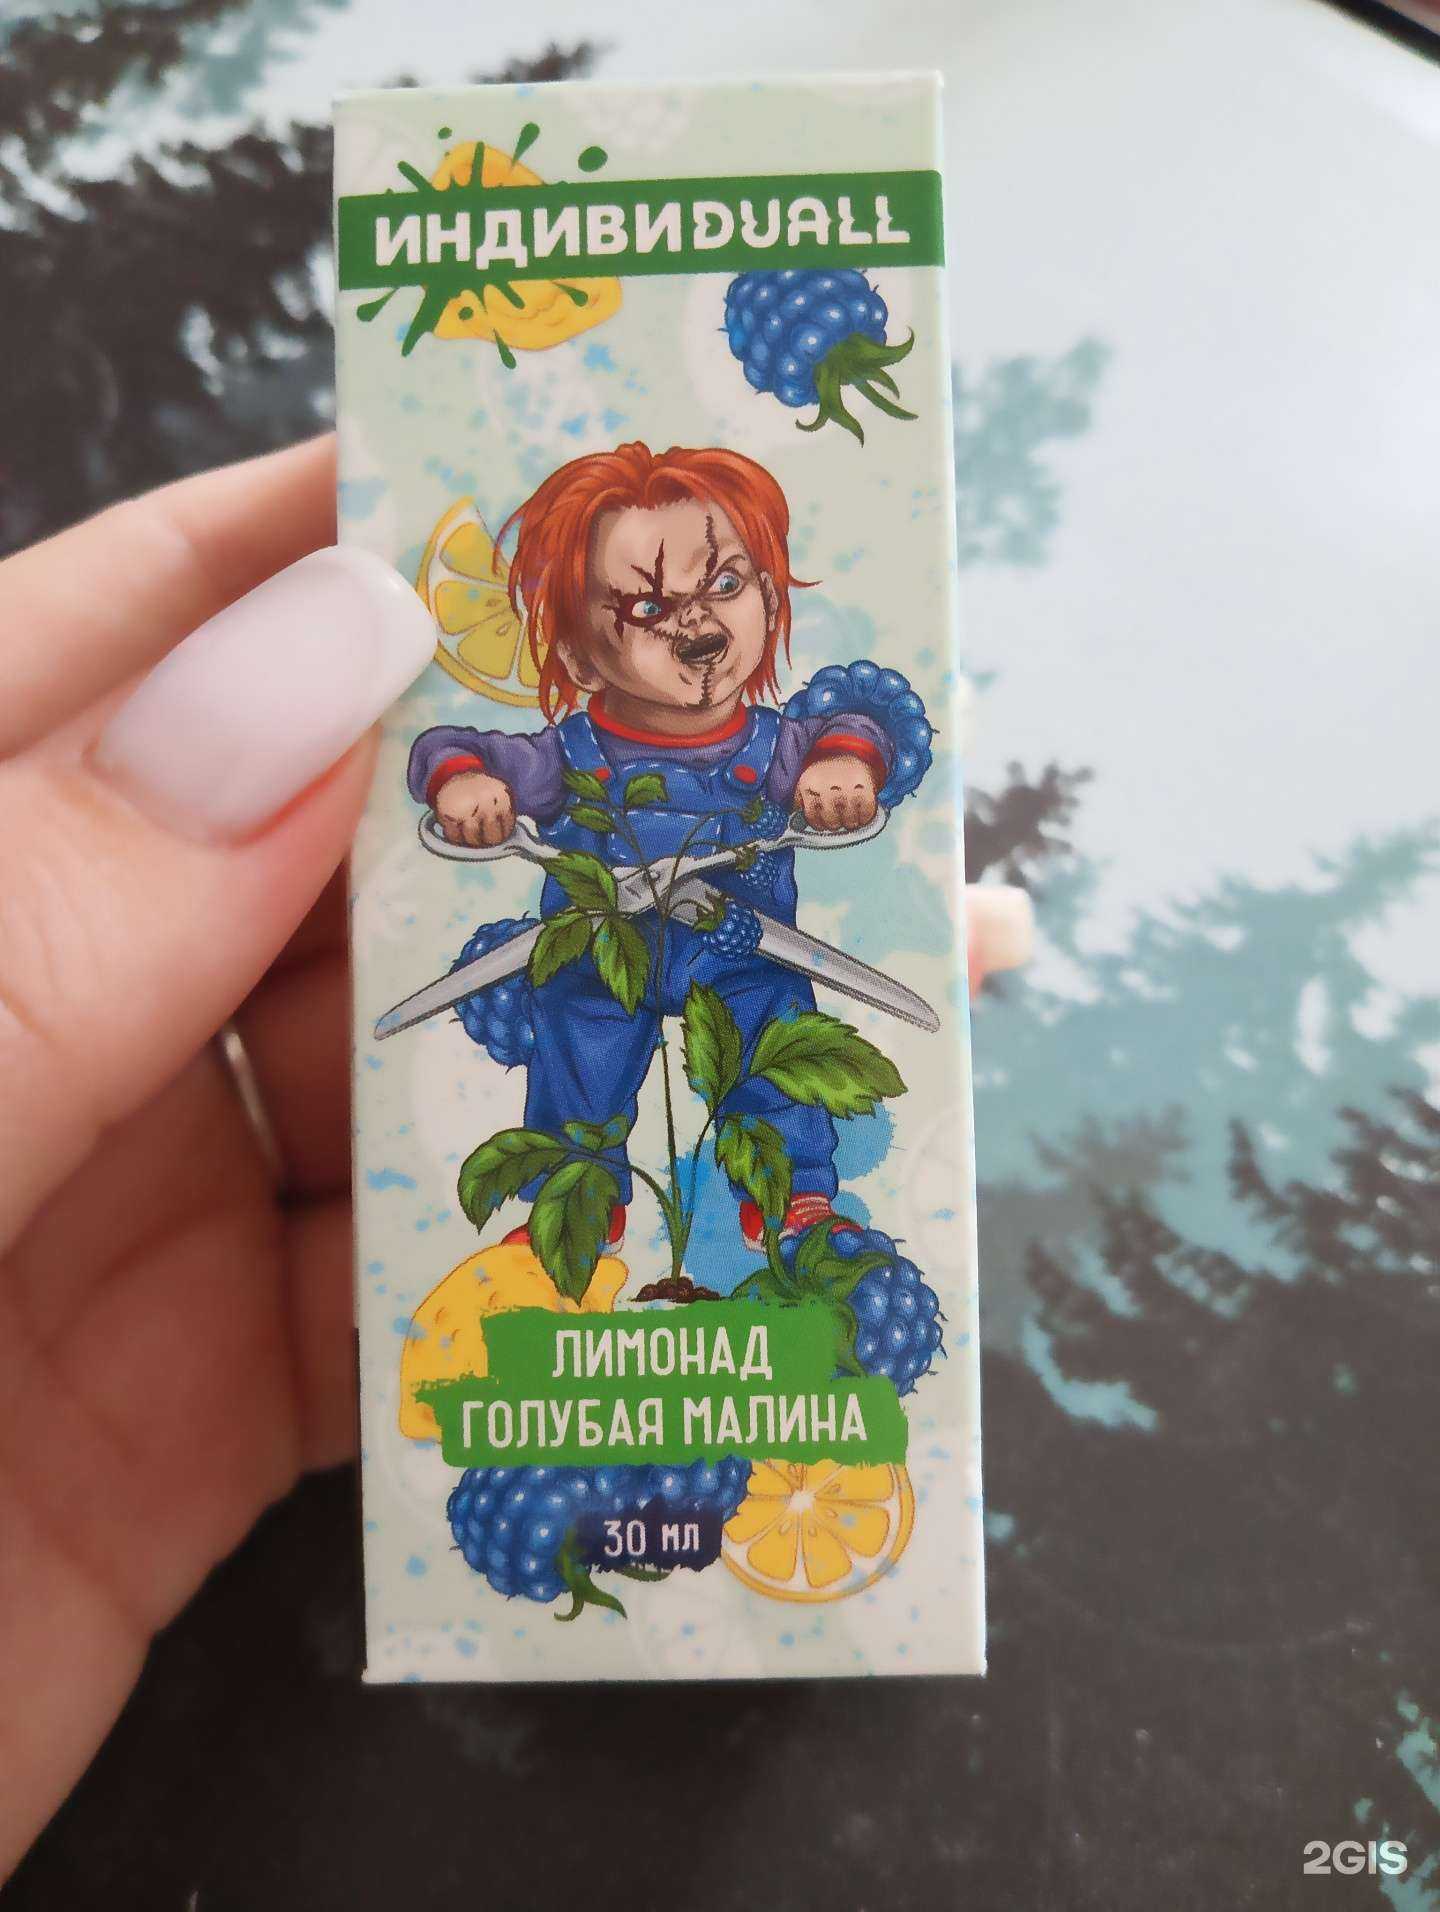 ИНДИВИDUALL
ЛИМОНАД
ГОЛУБАЯ МАЛИНА
30 МЛ
2GIS